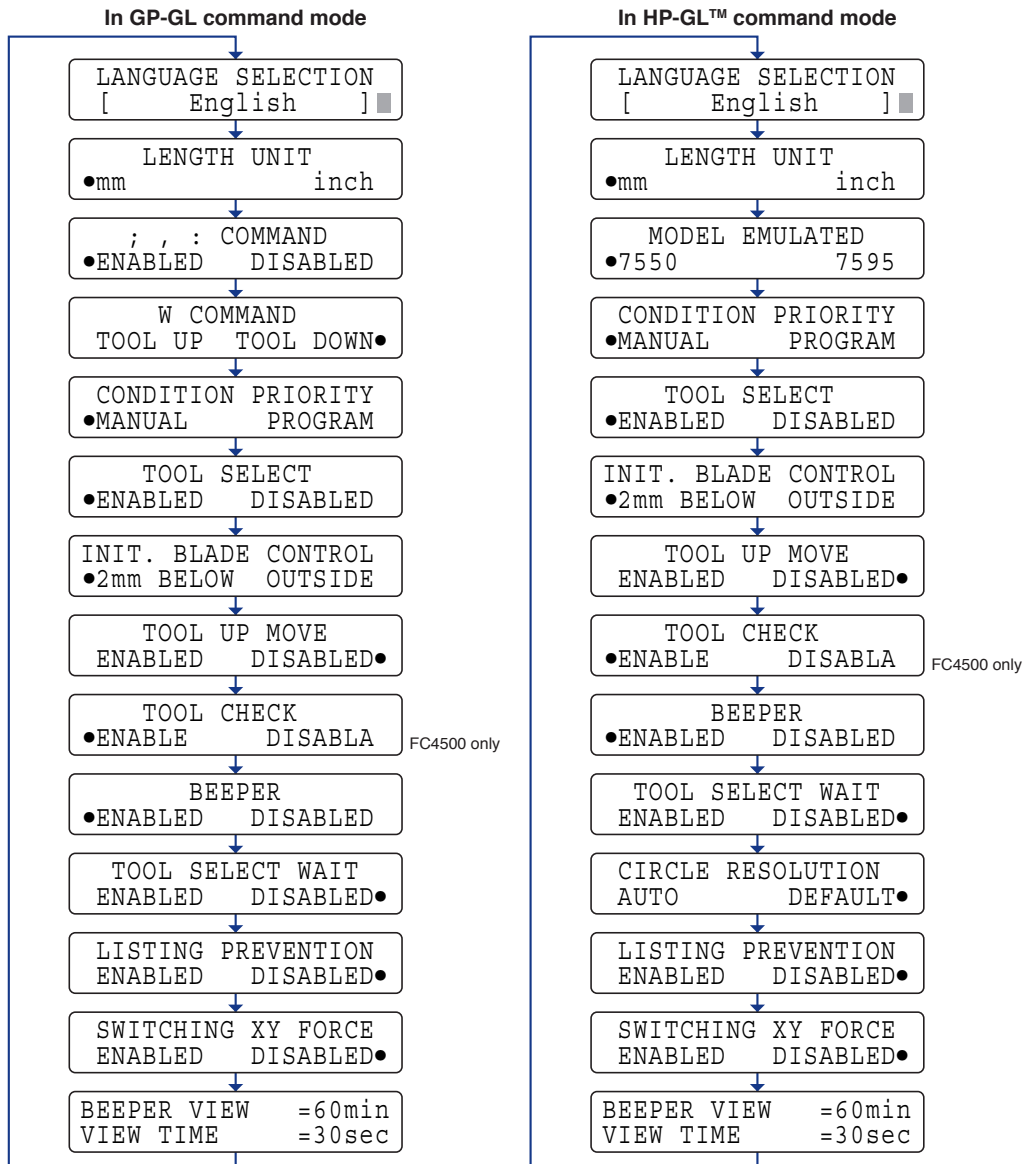 In GP-GL command mode
LANGUAGE SELECTION
[ English ]
LENGTH UNIT
●mm inch
; , : COMMAND
●ENABLED DISABLED
W COMMAND
TOOL UP TOOL DOWN●
CONDITION PRIORITY
●MANUAL PROGRAM
TOOL SELECT
●ENABLED DISABLED
INIT. BLADE CONTROL
●2mm BELOW OUTSIDE
TOOL UP MOVE
ENABLED DISABLED●
TOOL CHECK
●ENABLE DISABLA
FC4500 only
BEEPER
●ENABLED DISABLED
TOOL SELECT WAIT
ENABLED DISABLED●
LISTING PREVENTION
ENABLED DISABLED●
SWITCHING XY FORCE
ENABLED DISABLED●
BEEPER VIEW =60min
VIEW TIME =30sec
In HP-GL™ command mode
LANGUAGE SELECTION
[ English ]
LENGTH UNIT
●mm inch
MODEL EMULATED
●7550 7595
CONDITION PRIORITY
●MANUAL PROGRAM
TOOL SELECT
●ENABLED DISABLED
INIT. BLADE CONTROL
●2mm BELOW OUTSIDE
TOOL UP MOVE
ENABLED DISABLED●
TOOL CHECK
●ENABLE DISABLA
FC4500 only
BEEPER
●ENABLED DISABLED
TOOL SELECT WAIT
ENABLED DISABLED●
CIRCLE RESOLUTION
AUTO DEFAULT●
LISTING PREVENTION
ENABLED DISABLED●
SWITCHING XY FORCE
ENABLED DISABLED●
BEEPER VIEW =60min
VIEW TIME =30sec